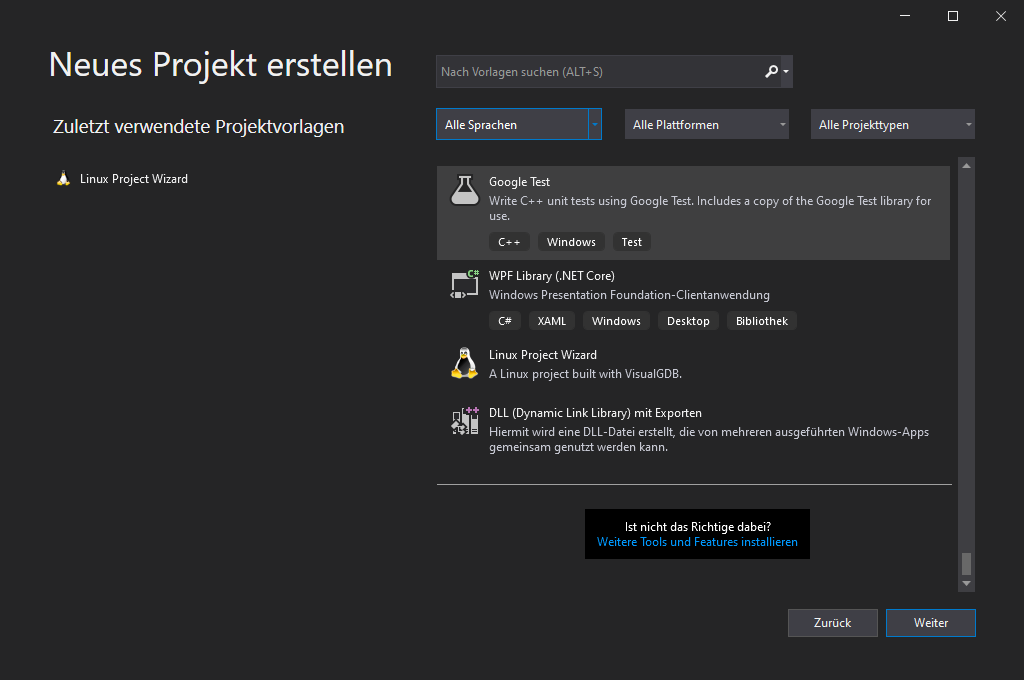 Neues Projekt erstellen
Nach Vorlagen suchen (ALT+S)
Zuletzt verwendete Projektvorlagen
Alle Sprachen
Alle Plattformen
Alle Projekttypen
Linux Project Wizard
Google Test
Write C++ unit tests using Google Test. Includes a copy of the Google Test library for
use.
C++ Windows Test
C#
WPF Library (.NET Core)
Windows Presentation Foundation-Clientanwendung
C# XAML Windows Desktop Bibliothek
Linux Project Wizard
A Linux project built with VisualGDB.
++
DLL (Dynamic Link Library) mit Exporten
Hiermit wird eine DLL-Datei erstellt, die von mehreren ausgeführten Windows-Apps
gemeinsam genutzt werden kann.
Ist nicht das Richtige dabei?
Weitere Tools und Features installieren
Zurück
Weiter